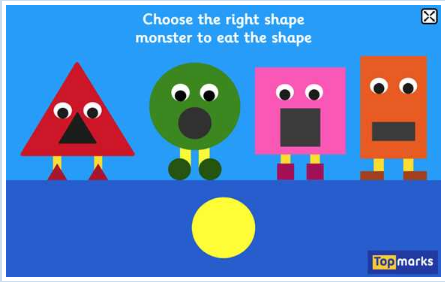 Choose the right shape
monster to eat the shape
Topmarks